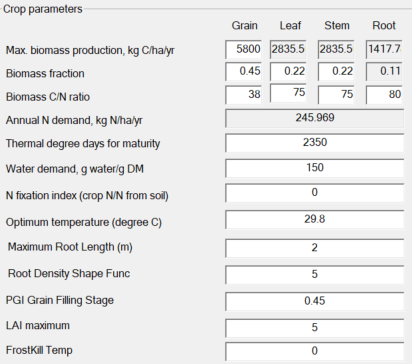 Crop parameters
Grain Leaf Stem Root
Max. biomass production, kg C/ha/yr 5800 2835.5 2835.5 1417.7
Biomass fraction 0.45 0.22 0.22 0.11
Biomass C/N ratio 38 75 75 80
Annual N demand, kg N/ha/yr 245.969
Thermal degree days for maturity 2350
Water demand, g water/g DM 150
N fixation index (crop N/N from soil) 0
Optimum temperature (degree C) 29.8
Maximum Root Length (m) 2
Root Density Shape Func 5
PGI Grain Filling Stage 0.45
LAI maximum 5
FrostKill Temp 0